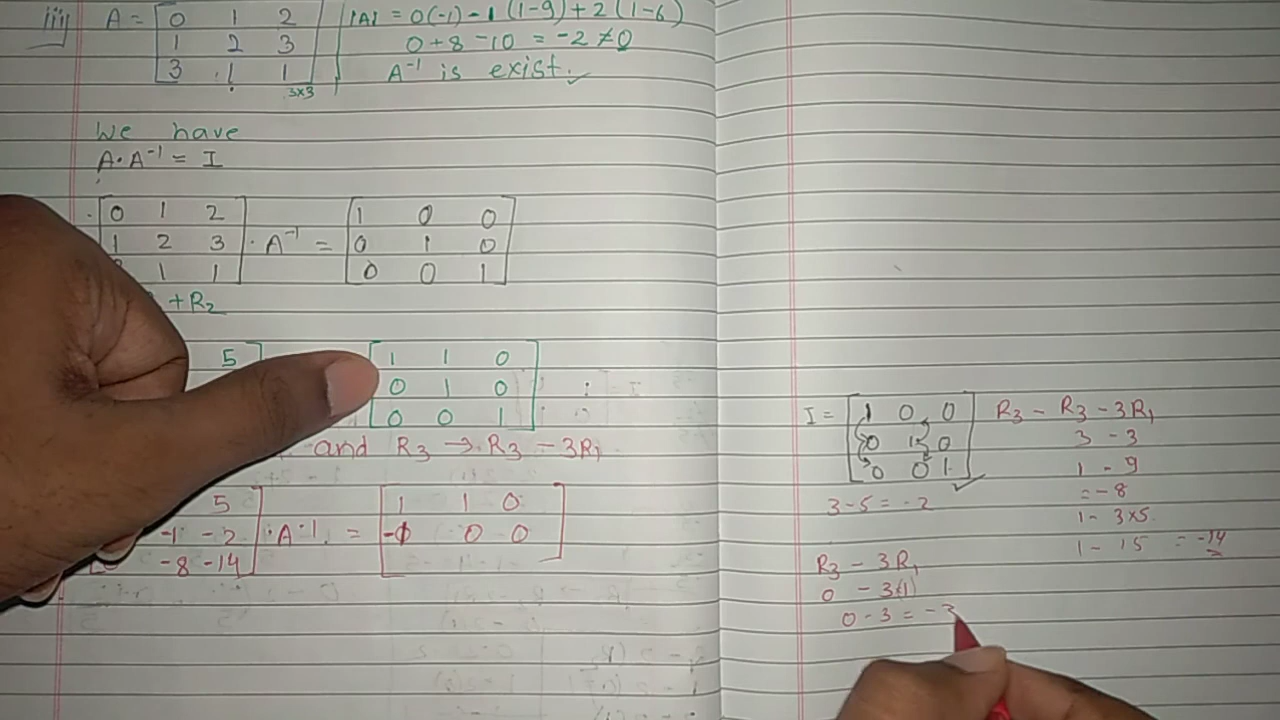 iii) A = [ 0 1 2 |A| = 0(-1) - 1(1-9) + 2(1-6)
1 2 3 0 + 8 - 10 = -2 ≠ 0
3 1 1 ]3x3 A⁻¹ is exist. ✓
We have
A·A⁻¹ = I
[ 0 1 2 [ 1 0 0
1 2 3 · A⁻¹ = 0 1 0
1 1 ] 0 0 1 ]
+ R₂
5 [ 1 1 0
0 1 0
0 0 1 ]
and R₃ → R₃ - 3R₁
5 [ 1 1 0
-1 -2 · A⁻¹ = -1 0 0
-8 -14 ]
I = [ 1 0 0 R₃ - R₃ - 3R₁
0 1 0 3 - 3
0 0 1 ] ✓ 1 - 9
3 - 5 = -2 = -8
1 - 3x5
1 - 15 = -14
R₃ - 3R₁
0 - 3(1)
0 - 3 = -3